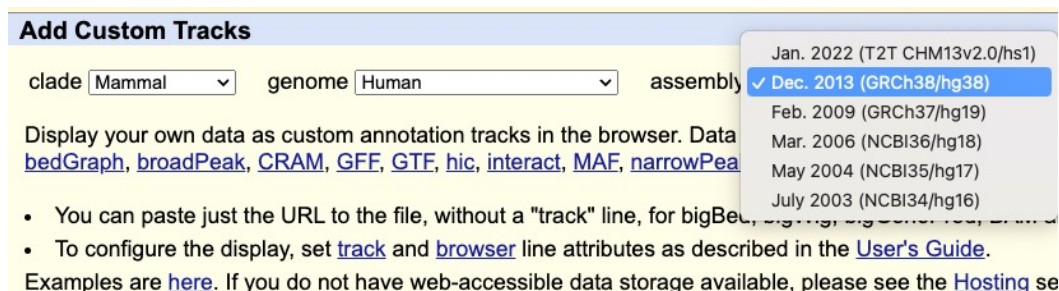 Add Custom Tracks
clade Mammal genome Human assembly
Jan. 2022 (T2T CHM13v2.0/hs1)
✓ Dec. 2013 (GRCh38/hg38)
Feb. 2009 (GRCh37/hg19)
Mar. 2006 (NCBI36/hg18)
May 2004 (NCBI35/hg17)
July 2003 (NCBI34/hg16)
Display your own data as custom annotation tracks in the browser. Data
bedGraph, broadPeak, CRAM, GFF, GTF, hic, interact, MAF, narrowPea
• You can paste just the URL to the file, without a "track" line, for bigBed,
• To configure the display, set track and browser line attributes as described in the User's Guide.
Examples are here. If you do not have web-accessible data storage available, please see the Hosting se